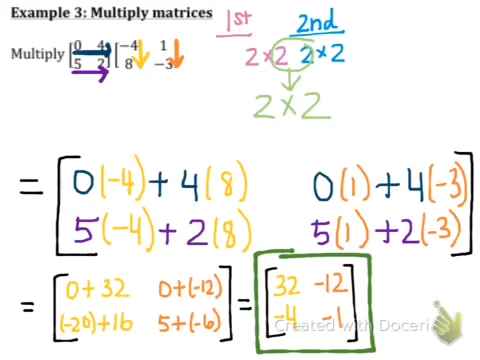 Example 3: Multiply matrices
1st 2nd
2×2 2×2
Multiply [0 4 [-4 1
5 2] 8 -3]
2×2
= [0(-4)+4(8) 0(1)+4(-3)
5(-4)+2(8) 5(1)+2(-3)]
= [0+32 0+(-12) = [32 -12
(-20)+16 5+(-6)] -4 -1]
Created with Doceri